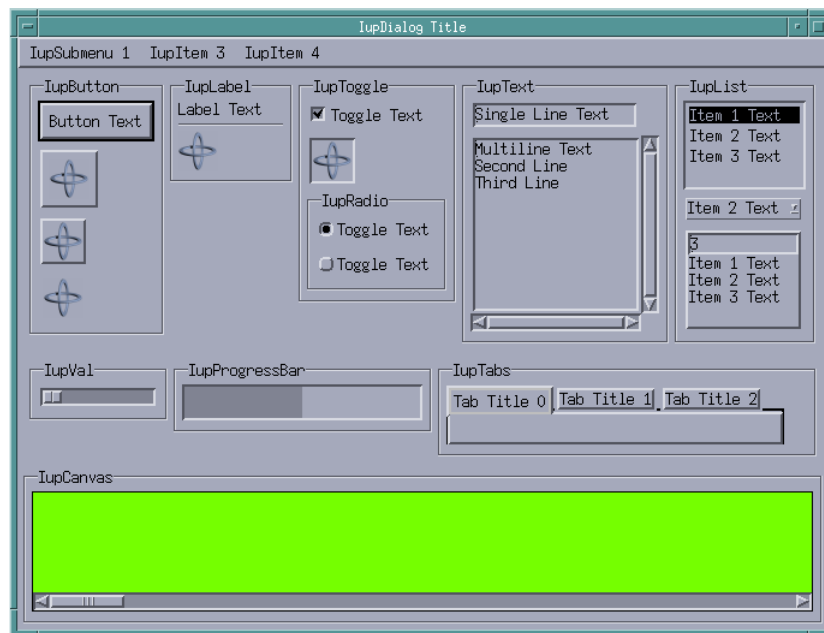 IupDialog Title
IupSubmenu 1 IupItem 3 IupItem 4
IupButton
Button Text
IupLabel
Label Text
IupToggle
Toggle Text
IupRadio
Toggle Text
Toggle Text
IupText
Single Line Text
Multiline Text
Second Line
Third Line
IupList
Item 1 Text
Item 2 Text
Item 3 Text
Item 2 Text
3
Item 1 Text
Item 2 Text
Item 3 Text
IupVal
IupProgressBar
IupTabs
Tab Title 0 Tab Title 1 Tab Title 2
IupCanvas